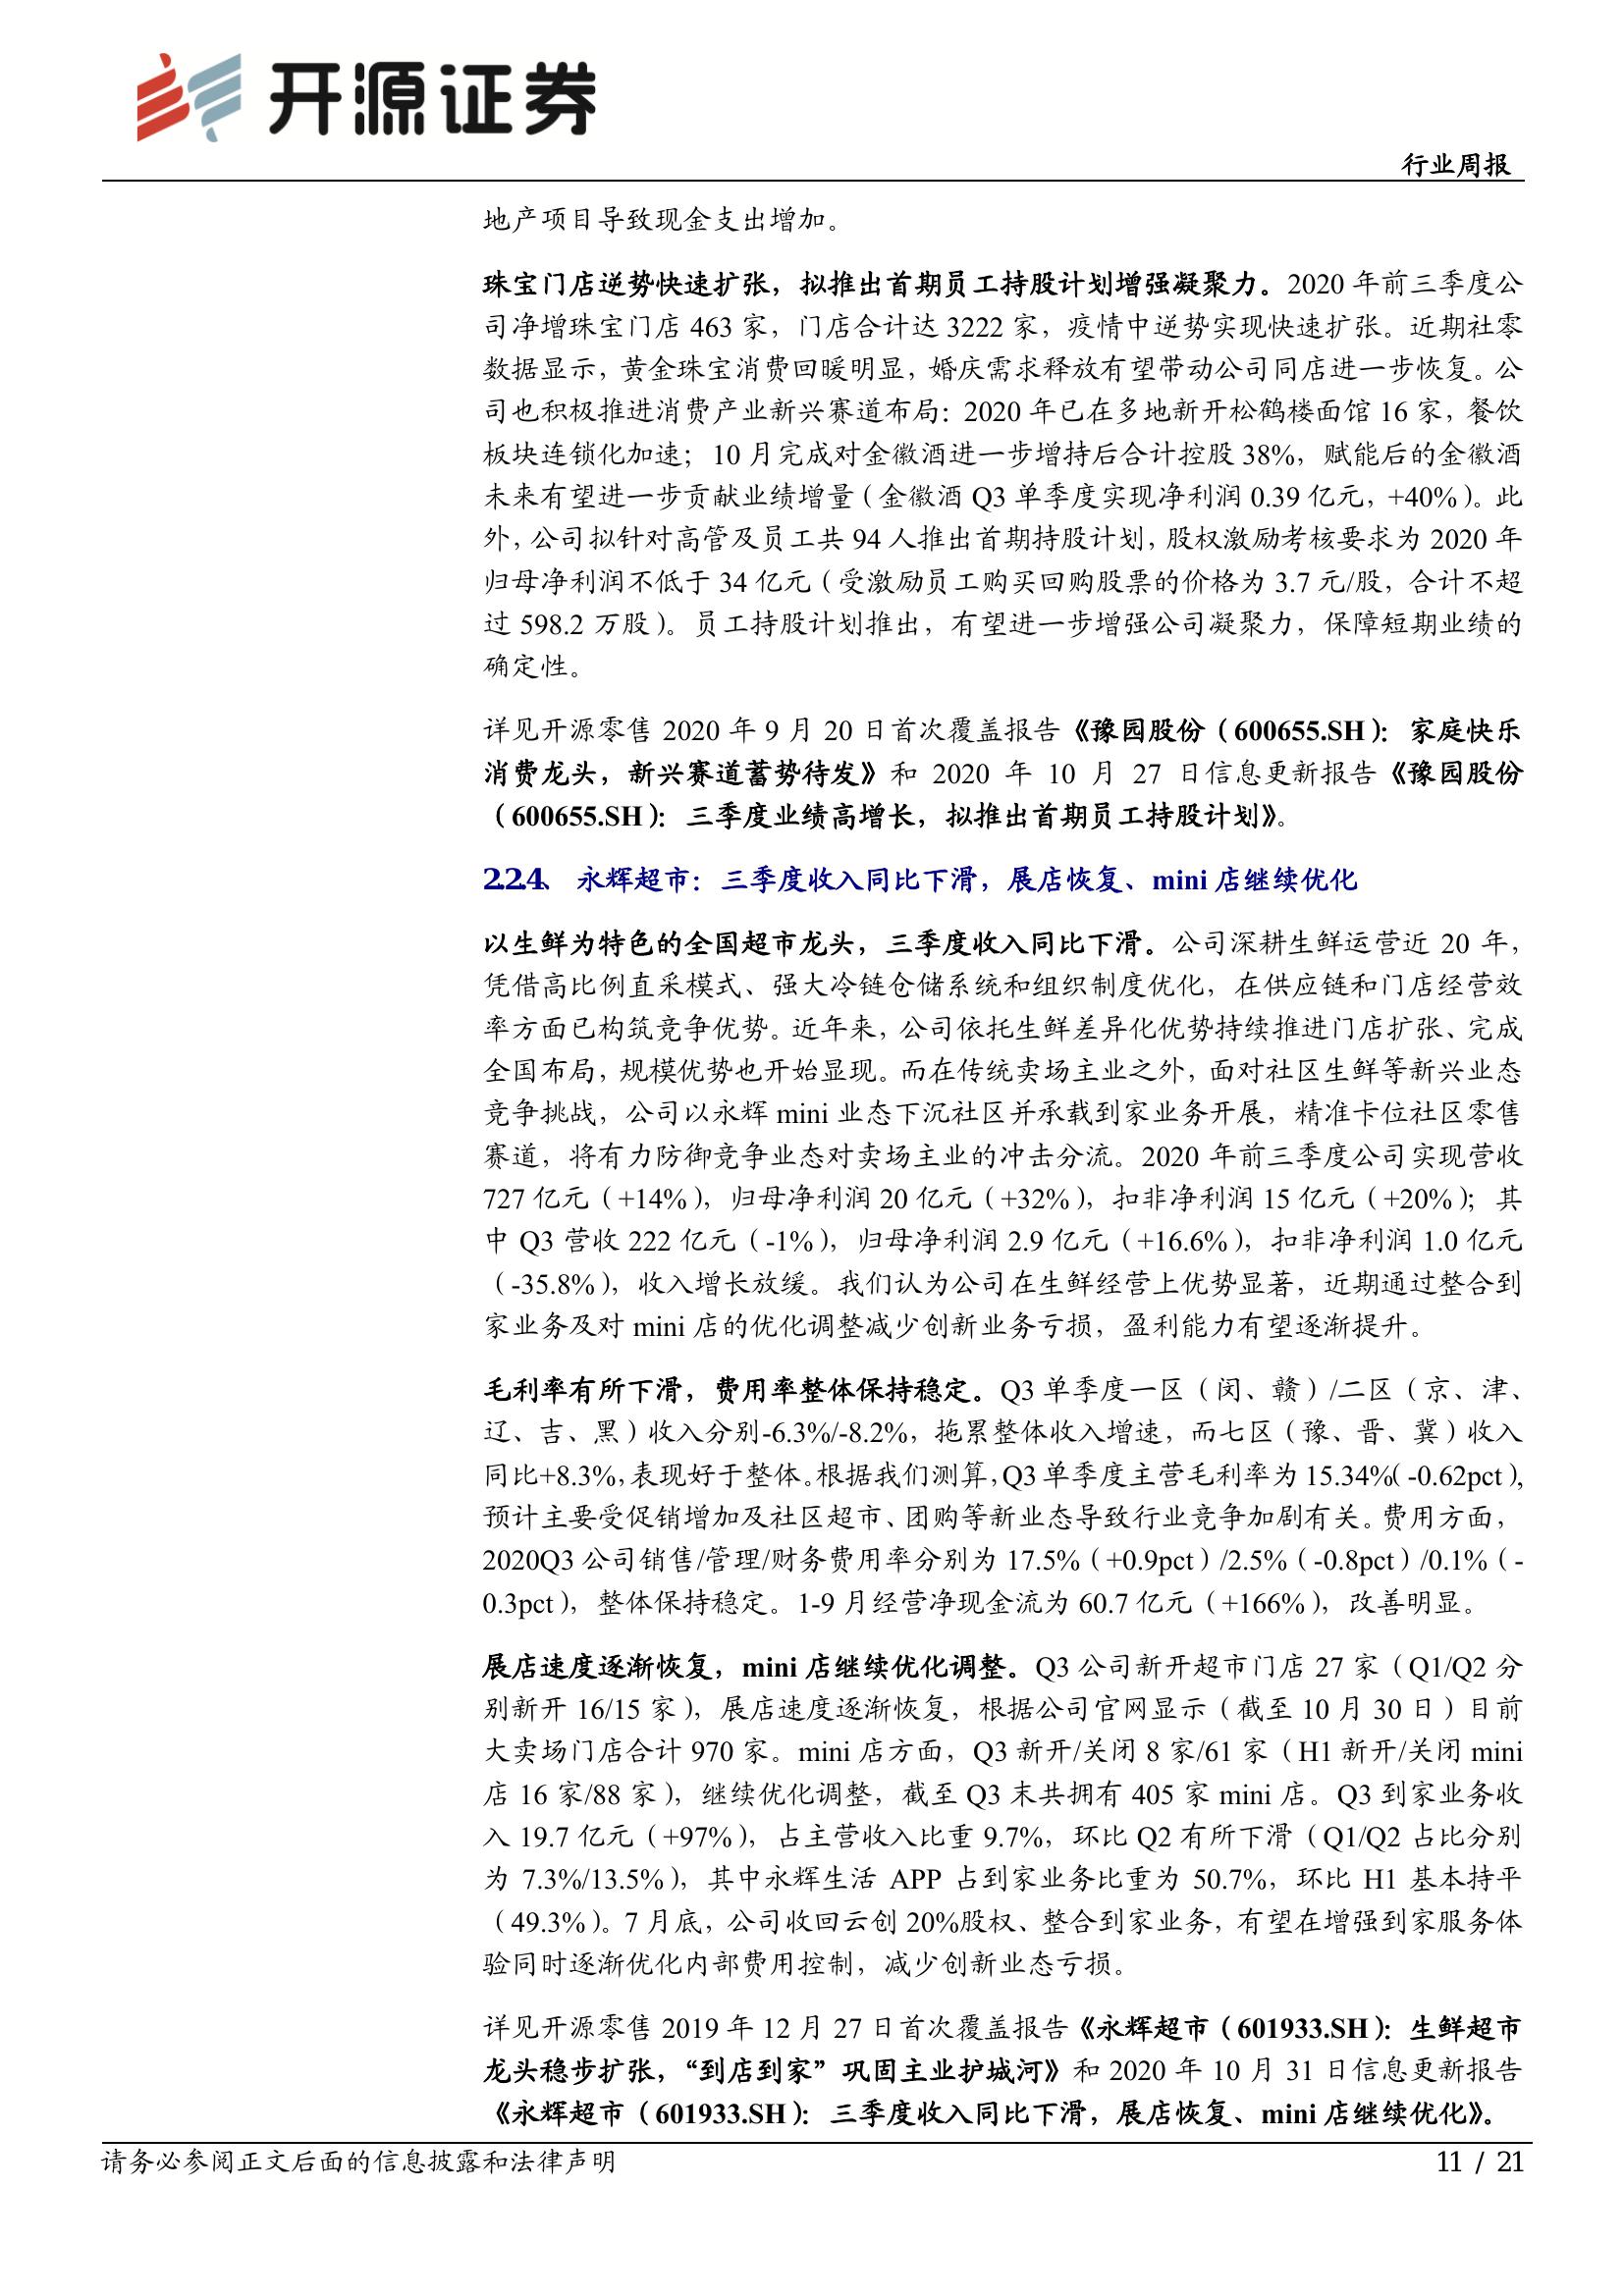 开源证券
行业周报
地产项目导致现金支出增加。
珠宝门店逆势快速扩张，拟推出首期员工持股计划增强凝聚力。2020 年前三季度公
司净增珠宝门店 463 家，门店合计达 3222 家，疫情中逆势实现快速扩张。近期社零
数据显示，黄金珠宝消费回暖明显，婚庆需求释放有望带动公司同店进一步恢复。公
司也积极推进消费产业新兴赛道布局：2020 年已在多地新开松鹤楼面馆 16 家，餐饮
板块连锁化加速；10 月完成对金徽酒进一步增持后合计控股 38%，赋能后的金徽酒
未来有望进一步贡献业绩增量（金徽酒 Q3 单季度实现净利润 0.39 亿元，+40%）。此
外，公司拟针对高管及员工共 94 人推出首期持股计划，股权激励考核要求为 2020 年
归母净利润不低于 34 亿元（受激励员工购买回购股票的价格为 3.7 元/股，合计不超
过 598.2 万股）。员工持股计划推出，有望进一步增强公司凝聚力，保障短期业绩的
确定性。
详见开源零售 2020 年 9 月 20 日首次覆盖报告《豫园股份（600655.SH）：家庭快乐
消费龙头，新兴赛道蓄势待发》和 2020 年 10 月 27 日信息更新报告《豫园股份
（600655.SH）：三季度业绩高增长，拟推出首期员工持股计划》。
2.2.4、 永辉超市：三季度收入同比下滑，展店恢复、mini 店继续优化
以生鲜为特色的全国超市龙头，三季度收入同比下滑。公司深耕生鲜运营近 20 年，
凭借高比例直采模式、强大冷链仓储系统和组织制度优化，在供应链和门店经营效
率方面已构筑竞争优势。近年来，公司依托生鲜差异化优势持续推进门店扩张、完成
全国布局，规模优势也开始显现。而在传统卖场主业之外，面对社区生鲜等新兴业态
竞争挑战，公司以永辉 mini 业态下沉社区并承载到家业务开展，精准卡位社区零售
赛道，将有力防御竞争业态对卖场主业的冲击分流。2020 年前三季度公司实现营收
727 亿元（+14%），归母净利润 20 亿元（+32%），扣非净利润 15 亿元（+20%）；其
中 Q3 营收 222 亿元（-1%），归母净利润 2.9 亿元（+16.6%），扣非净利润 1.0 亿元
（-35.8%），收入增长放缓。我们认为公司在生鲜经营上优势显著，近期通过整合到
家业务及对 mini 店的优化调整减少创新业务亏损，盈利能力有望逐渐提升。
毛利率有所下滑，费用率整体保持稳定。Q3 单季度一区（闽、赣）/二区（京、津、
辽、吉、黑）收入分别-6.3%/-8.2%，拖累整体收入增速，而七区（豫、晋、冀）收入
同比+8.3%，表现好于整体。根据我们测算，Q3 单季度主营毛利率为 15.34%（-0.62pct），
预计主要受促销增加及社区超市、团购等新业态导致行业竞争加剧有关。费用方面，
2020Q3 公司销售/管理/财务费用率分别为 17.5%（+0.9pct）/2.5%（-0.8pct）/0.1%（-
0.3pct），整体保持稳定。1-9 月经营净现金流为 60.7 亿元（+166%），改善明显。
展店速度逐渐恢复，mini 店继续优化调整。Q3 公司新开超市门店 27 家（Q1/Q2 分
别新开 16/15 家），展店速度逐渐恢复，根据公司官网显示（截至 10 月 30 日）目前
大卖场门店合计 970 家。mini 店方面，Q3 新开/关闭 8 家/61 家（H1 新开/关闭 mini
店 16 家/88 家），继续优化调整，截至 Q3 末共拥有 405 家 mini 店。Q3 到家业务收
入 19.7 亿元（+97%），占主营收入比重 9.7%，环比 Q2 有所下滑（Q1/Q2 占比分别
为 7.3%/13.5%），其中永辉生活 APP 占到家业务比重为 50.7%，环比 H1 基本持平
（49.3%）。7 月底，公司收回云创 20%股权、整合到家业务，有望在增强到家服务体
验同时逐渐优化内部费用控制，减少创新业态亏损。
详见开源零售 2019 年 12 月 27 日首次覆盖报告《永辉超市（601933.SH）：生鲜超市
龙头稳步扩张，“到店到家”巩固主业护城河》和 2020 年 10 月 31 日信息更新报告
《永辉超市（601933.SH）：三季度收入同比下滑，展店恢复、mini 店继续优化》。
请务必参阅正文后面的信息披露和法律声明
11 / 21